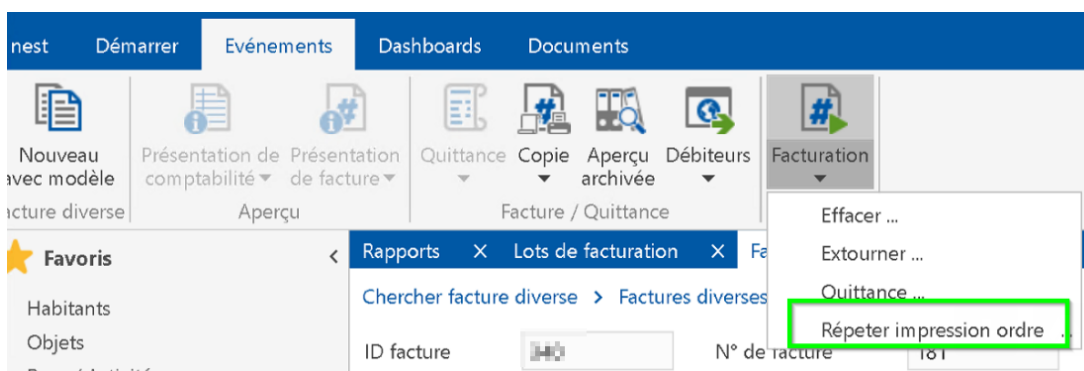 nest Démarrer Evénements Dashboards Documents
Nouveau Présentation de Présentation Quittance Copie Aperçu Débiteurs Facturation
avec modèle comptabilité de facture archivée
acture diverse Aperçu Facture / Quittance
Effacer ...
Favoris Rapports X Lots de facturation X Fa Extourner ...
Chercher facture diverse > Factures diverses Quittance ...
Habitants
Répeter impression ordre ...
Objets ID facture N° de facture 181